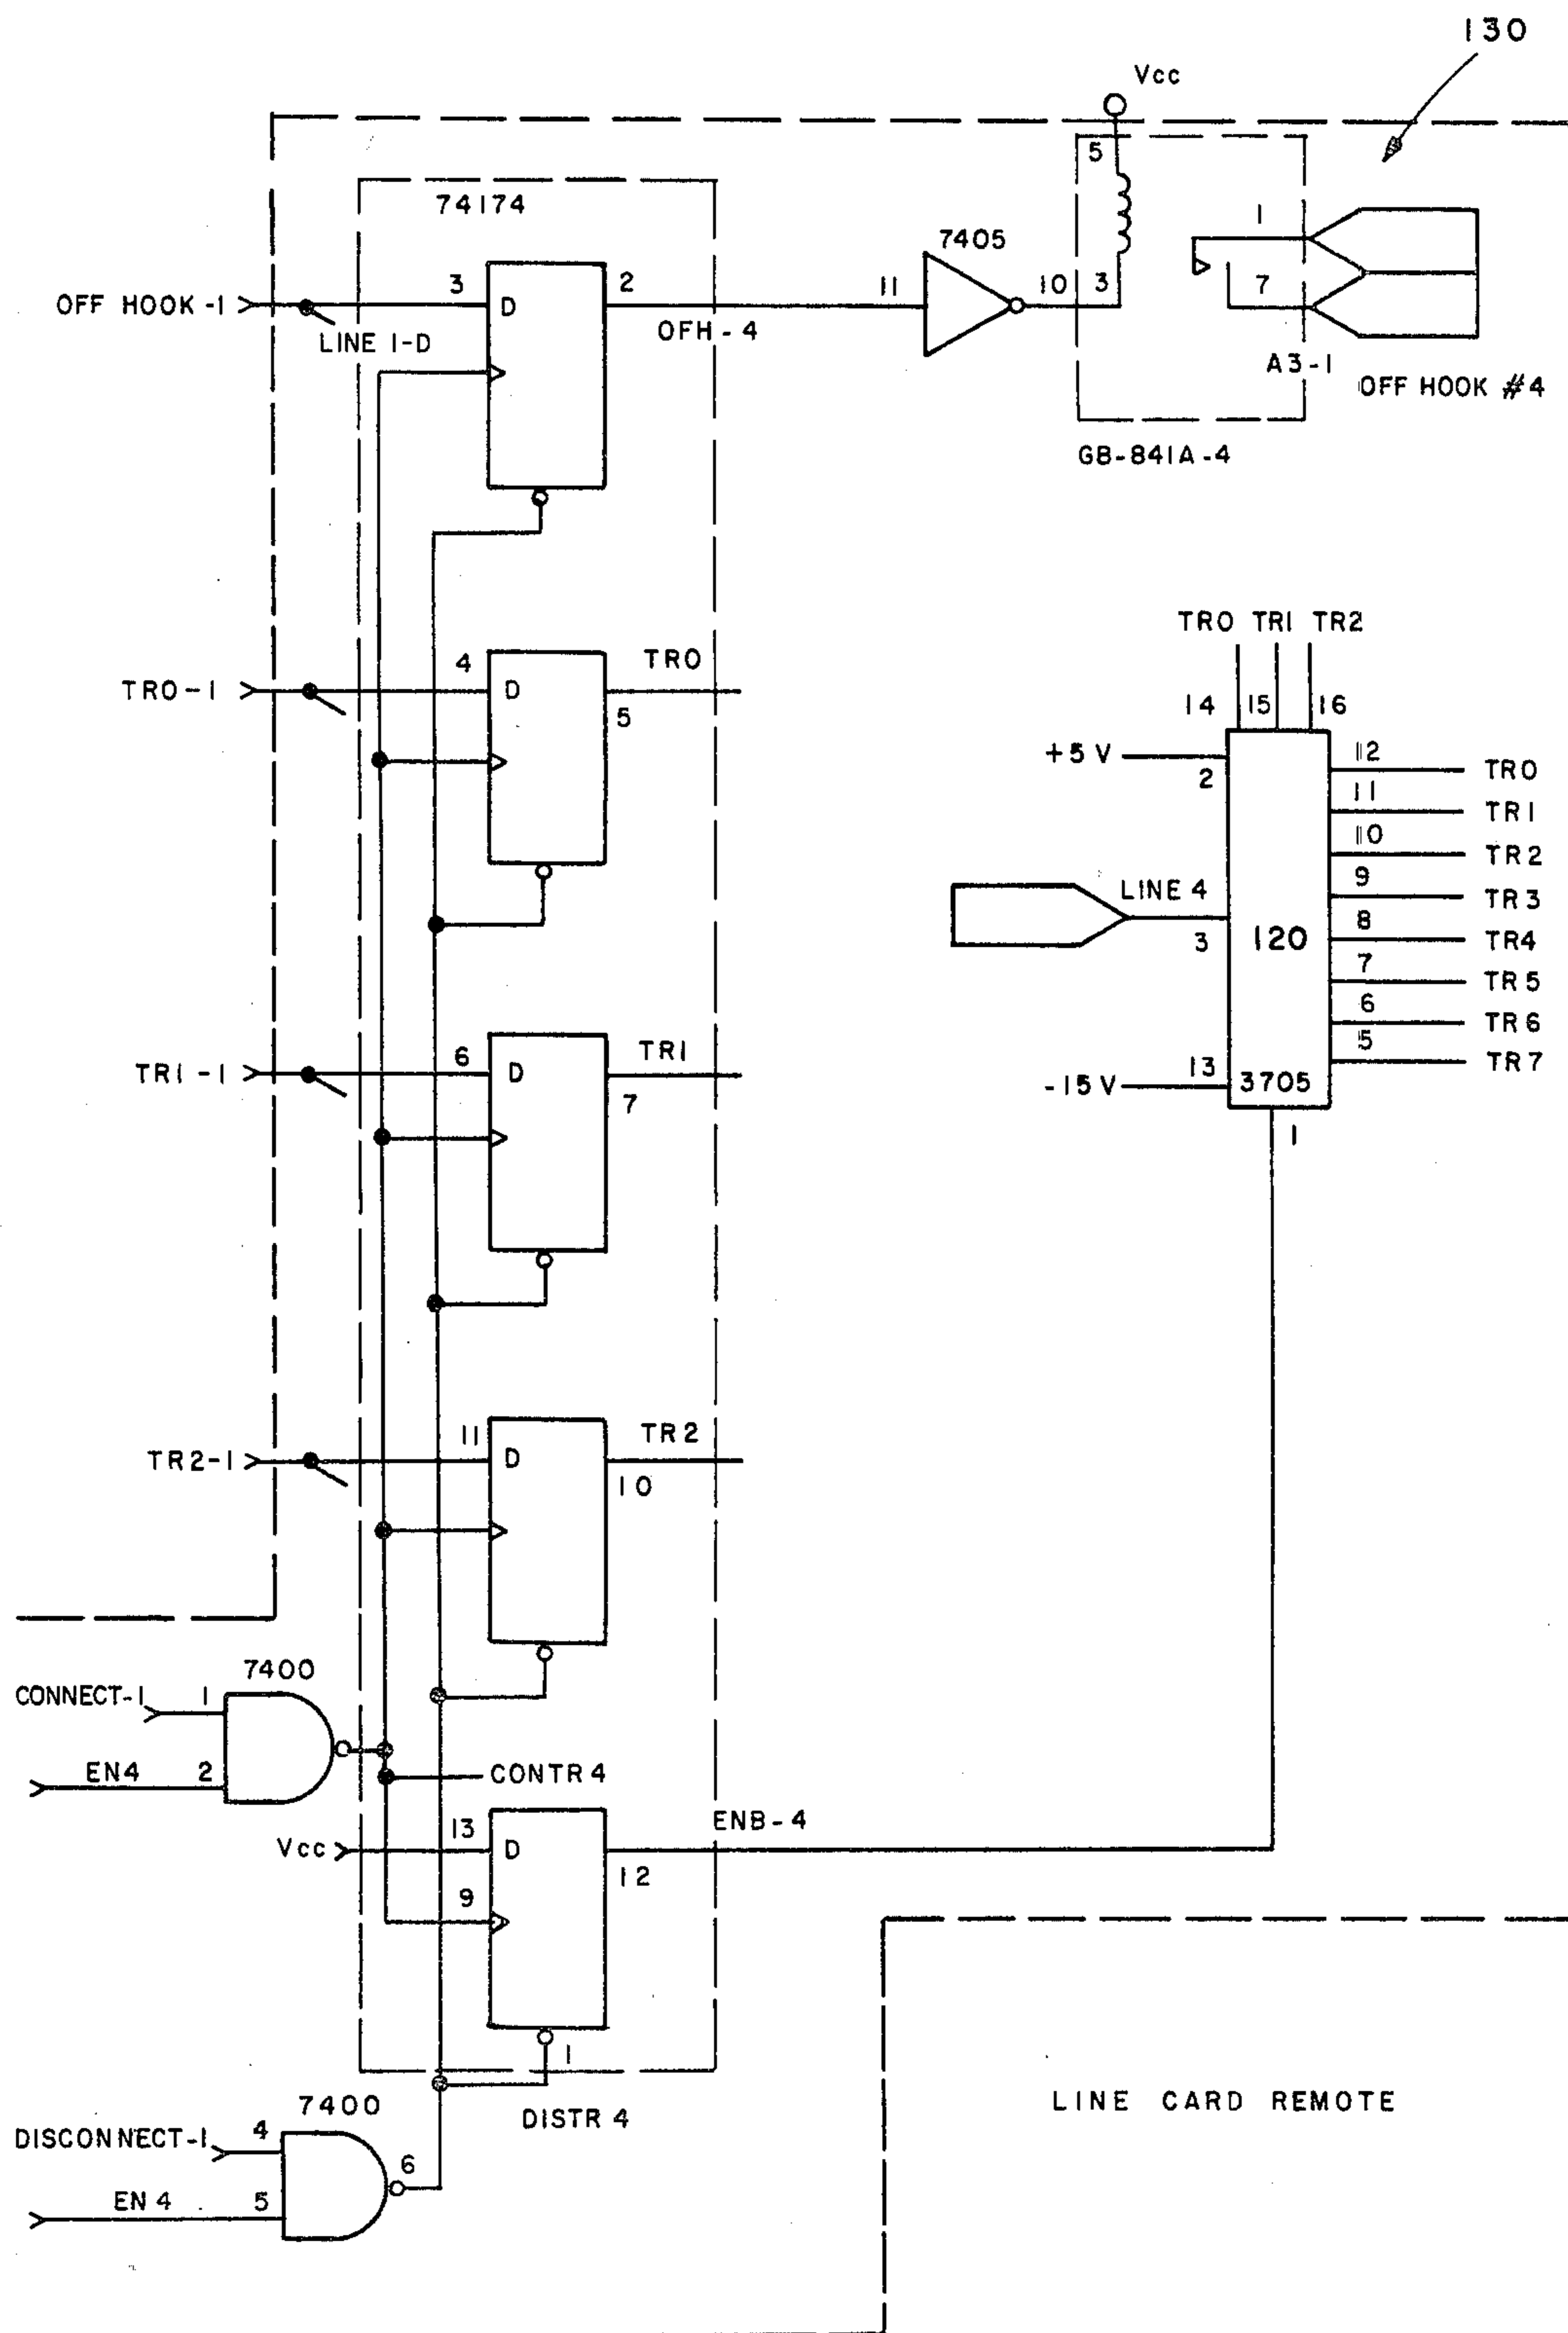 130
Vcc
5
74174
7405
1
OFF HOOK-1
3
D
2
11
10
3
7
LINE 1-D
OFH-4
A3-1
OFF HOOK #4
GB-841A-4
TR0 TR1 TR2
TR0-1
4
D
TR0
5
14
15
16
+5 V
2
12
TR0
11
TR1
10
TR2
9
TR3
LINE 4
3
120
8
TR4
7
TR5
6
TR6
5
TR7
TR1-1
6
D
TR1
7
-15 V
13
3705
1
TR2-1
11
D
TR2
10
7400
CONNECT-1
1
EN4
2
CONTR 4
Vcc
13
D
ENB-4
12
9
1
7400
DISTR 4
DISCONNECT-1
4
6
EN 4
5
LINE CARD REMOTE